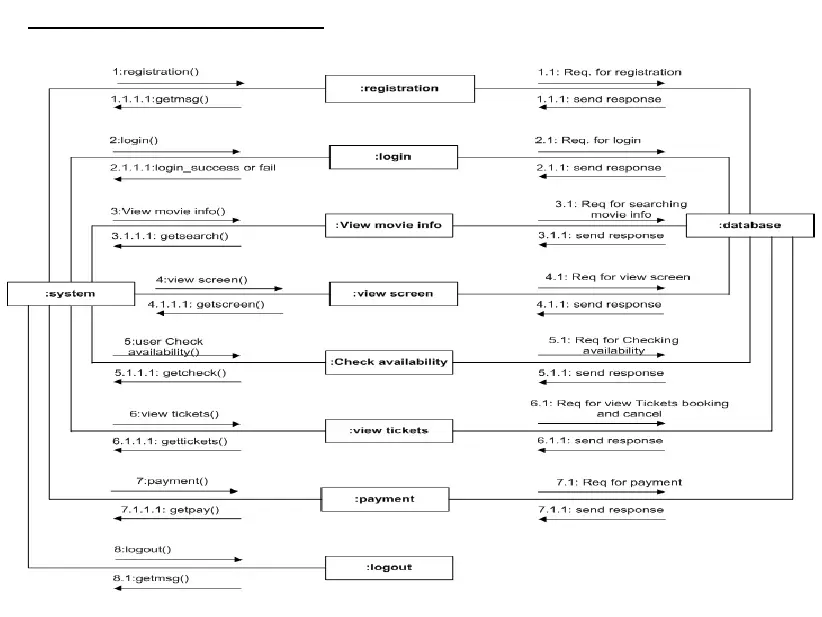 1:registration()
1.1: Req. for registration
:registration
1.1.1.1:getmsg()
1.1.1: send response
2:login()
2.1: Req. for login
:login
2.1.1.1:login_success or fail
2.1.1: send response
3:View movie info()
3.1: Req for searching
movie info
:View movie info
:database
3.1.1.1: getsearch()
3.1.1: send response
4:view screen()
4.1: Req for view screen
:system
:view screen
4.1.1.1: getscreen()
4.1.1: send response
5:user Check
availability()
5.1: Req for Checking
availability
:Check availability
5.1.1.1: getcheck()
5.1.1: send response
6:view tickets()
6.1: Req for view Tickets booking
and cancel
:view tickets
6.1.1.1: gettickets()
6.1.1: send response
7:payment()
7.1: Req for payment
:payment
7.1.1.1: getpay()
7.1.1: send response
8:logout()
:logout
8.1:getmsg()